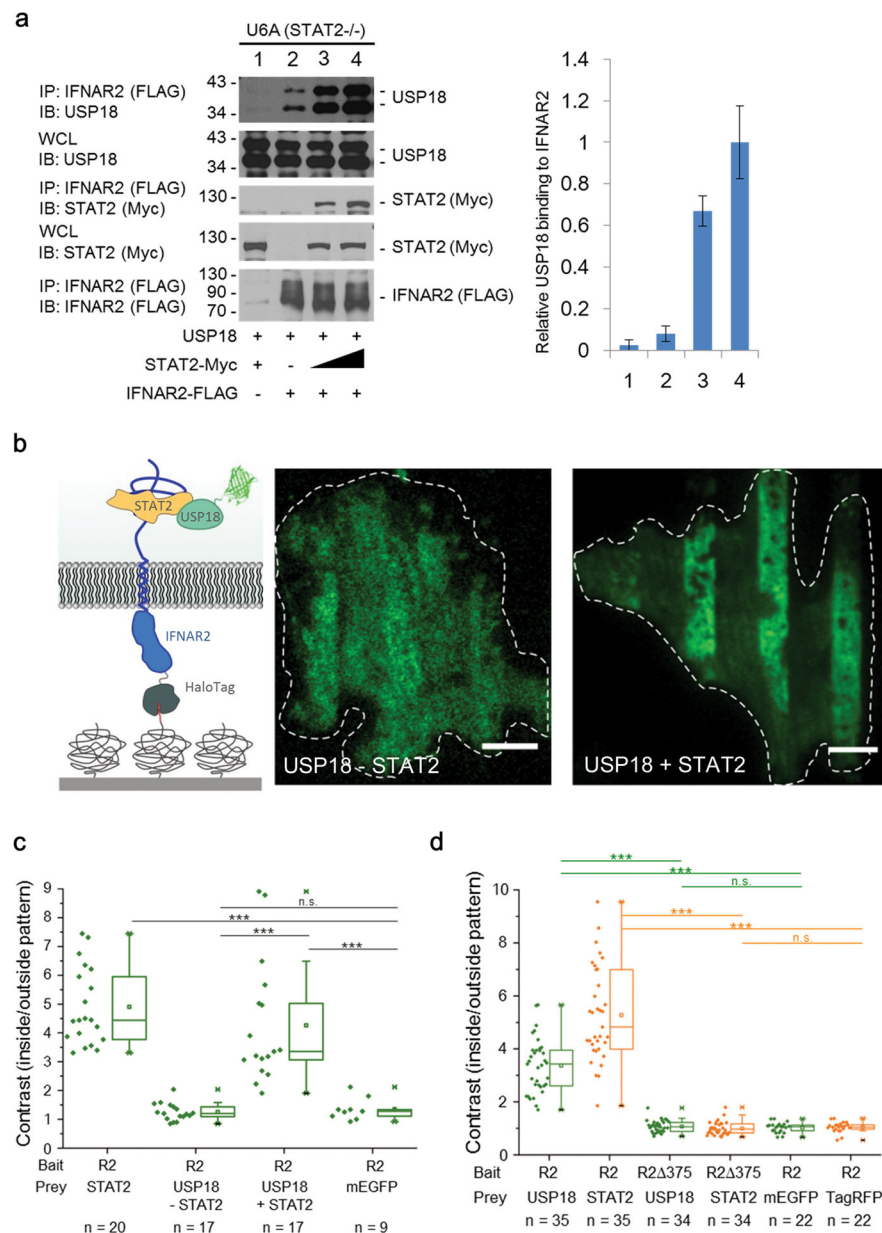 a
U6A (STAT2-/-)
1 2 3 4
IP: IFNAR2 (FLAG)
IB: USP18
43 -
34 -
- USP18
WCL
IB: USP18
43 -
34 -
- USP18
IP: IFNAR2 (FLAG)
IB: STAT2 (Myc)
130 -
- STAT2 (Myc)
WCL
IB: STAT2 (Myc)
130 -
- STAT2 (Myc)
IP: IFNAR2 (FLAG)
IB: IFNAR2 (FLAG)
130 -
90 -
70 -
- IFNAR2 (FLAG)
USP18 + + + +
STAT2-Myc + -
IFNAR2-FLAG - + + +
Relative USP18 binding to IFNAR2
1.4
1.2
1
0.8
0.6
0.4
0.2
0
1 2 3 4
b
STAT2
USP18
IFNAR2
HaloTag
USP18 - STAT2
USP18 + STAT2
c
Contrast (inside/outside pattern)
9
8
7
6
5
4
3
2
1
0
n.s.
***
***
***
Bait R2 R2 R2 R2
Prey STAT2 USP18 USP18 mEGFP
- STAT2 + STAT2
n = 20 n = 17 n = 17 n = 9
d
Contrast (inside/outside pattern)
10
8
6
4
2
0
***
***
n.s.
***
***
n.s.
Bait R2 R2 R2Δ375 R2Δ375 R2 R2
Prey USP18 STAT2 USP18 STAT2 mEGFP TagRFP
n = 35 n = 35 n = 34 n = 34 n = 22 n = 22